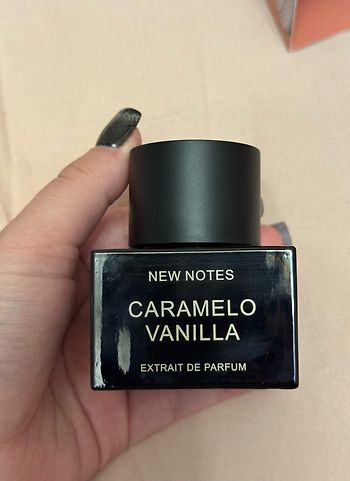 NEW NOTES
CARAMELO
VANILLA
EXTRAIT DE PARFUM